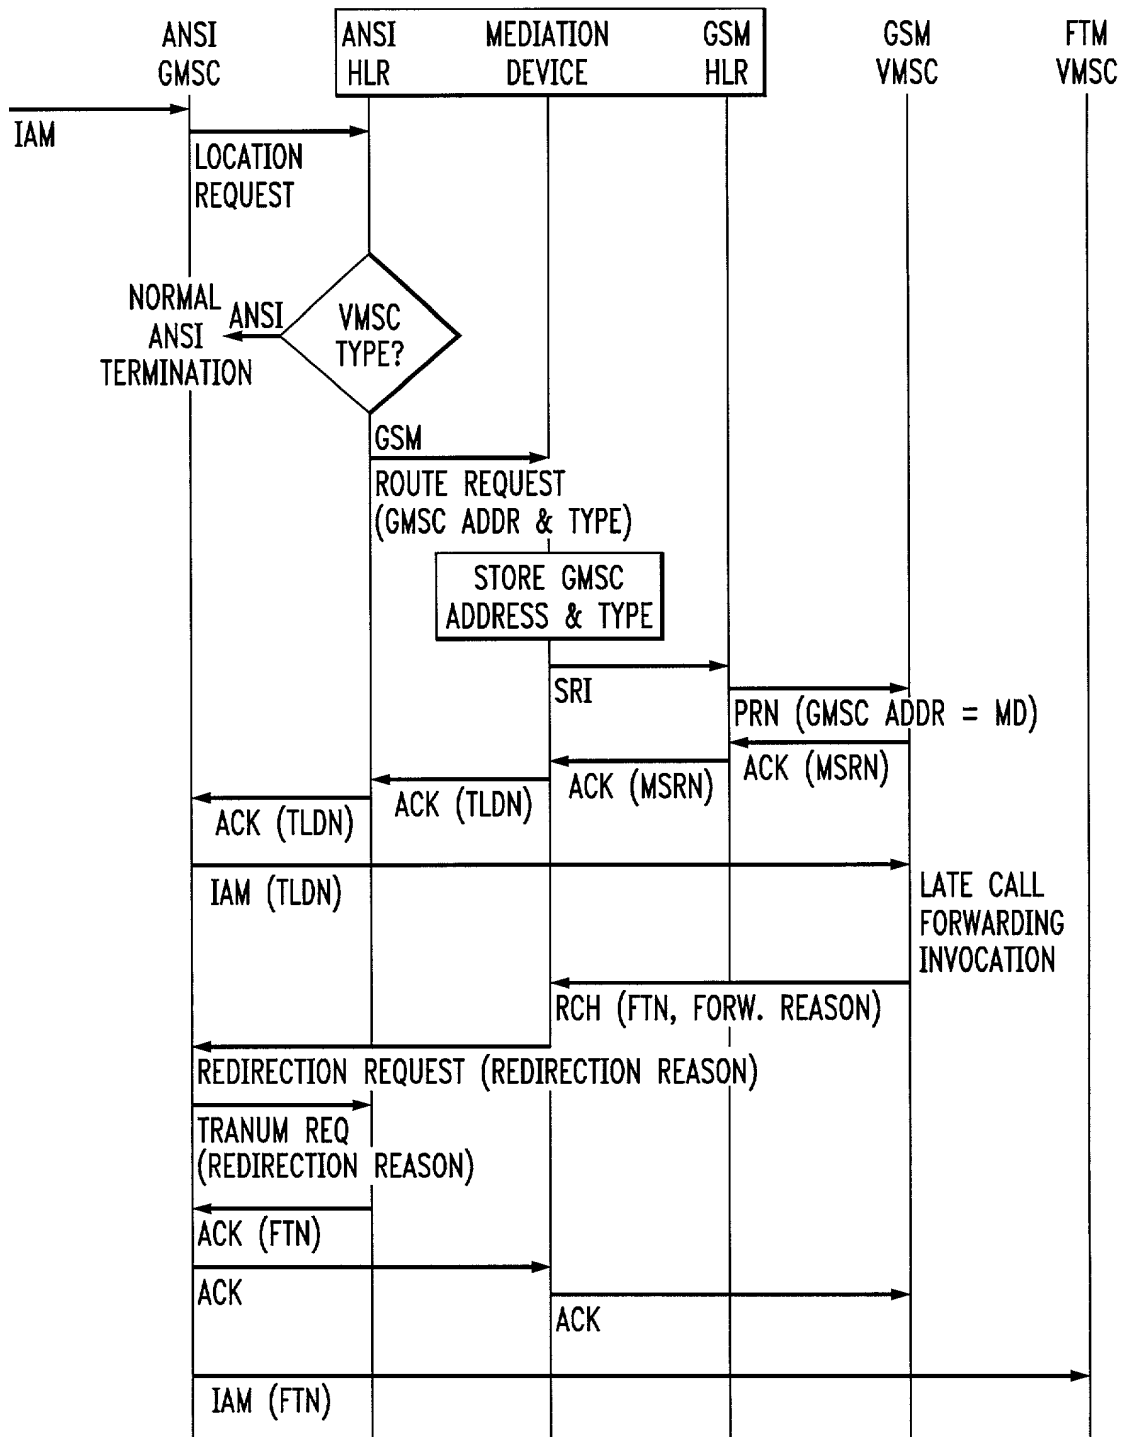 ANSI
GMSC
ANSI
HLR
MEDIATION
DEVICE
GSM
HLR
GSM
VMSC
FTM
VMSC
IAM
LOCATION
REQUEST
NORMAL
ANSI
TERMINATION
ANSI
VMSC
TYPE?
GSM
ROUTE REQUEST
(GMSC ADDR & TYPE)
STORE GMSC
ADDRESS & TYPE
SRI
PRN (GMSC ADDR = MD)
ACK (MSRN)
ACK (MSRN)
ACK (TLDN)
ACK (TLDN)
IAM (TLDN)
LATE CALL
FORWARDING
INVOCATION
RCH (FTN, FORW. REASON)
REDIRECTION REQUEST (REDIRECTION REASON)
TRANUM REQ
(REDIRECTION REASON)
ACK (FTN)
ACK
ACK
IAM (FTN)